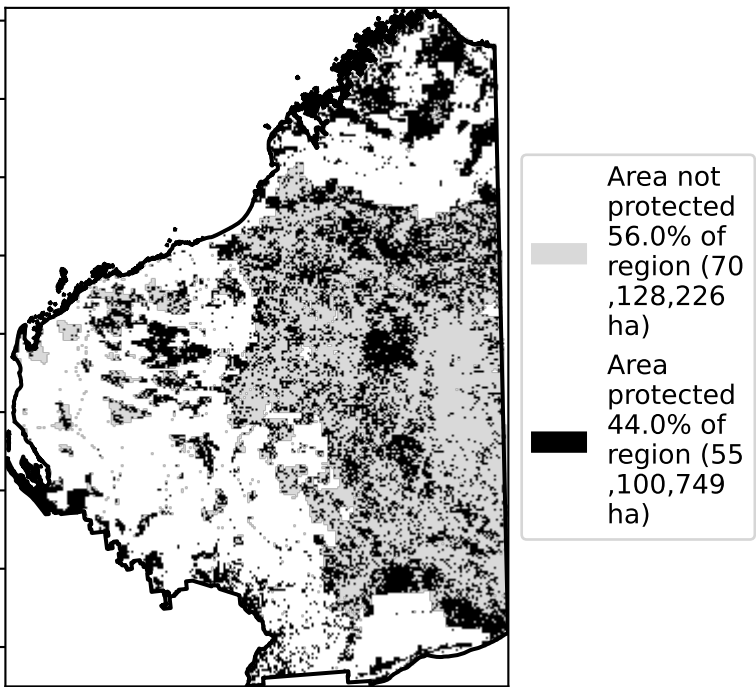 Area not
protected
56.0% of
region (70
,128,226
ha)
Area
protected
44.0% of
region (55
,100,749
ha)